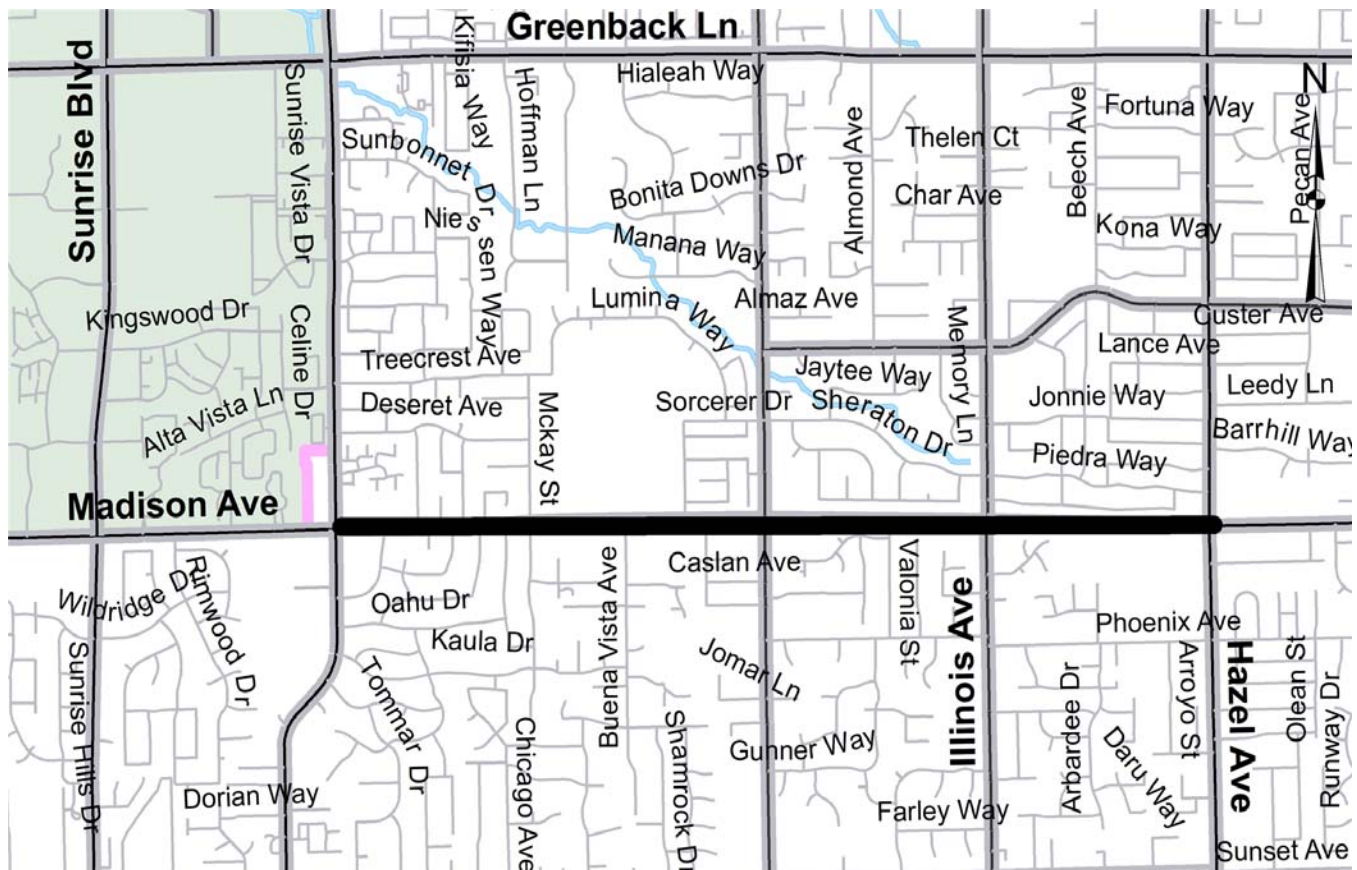 Greenback Ln
Sunrise Blvd
Kifisia Way
Hoffman Ln
Hialeah Way
N
Sunrise Vista Dr
Sunbonnet Dr
Almond Ave
Thelen Ct
Beech Ave
Fortuna Way
Pecan Ave
Bonita Downs Dr
Char Ave
Niessen Way
Manana Way
Kona Way
Kingswood Dr
Celine Dr
Lumina Way
Almaz Ave
Memory Ln
Custer Ave
Treecrest Ave
Jaytee Way
Lance Ave
Alta Vista Ln
Deseret Ave
Mckay St
Sorcerer Dr
Sheraton Dr
Jonnie Way
Leedy Ln
Piedra Way
Barrhill Way
Madison Ave
Wildridge Dr
Rimwood Dr
Oahu Dr
Kaula Dr
Buena Vista Ave
Caslan Ave
Valonia St
Illinois Ave
Phoenix Ave
Sunrise Hills Dr
Tommar Dr
Jomar Ln
Arbardee Dr
Arroyo St
Hazel Ave
Olean St
Runway Dr
Chicago Ave
Shamrock Dr
Gunner Way
Daru Way
Dorian Way
Farley Way
Sunset Ave